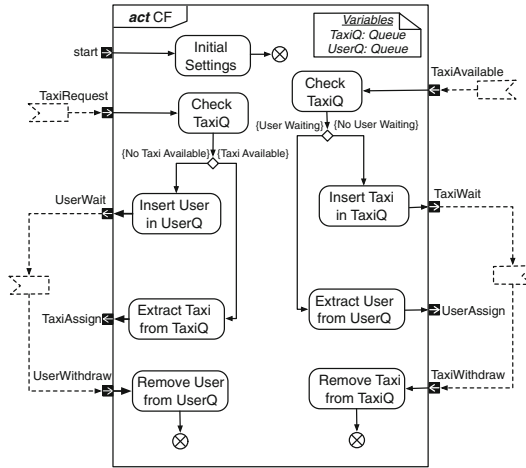 act CF
Variables
TaxiQ: Queue
UserQ: Queue
start
Initial
Settings
TaxiRequest
Check
TaxiQ
Check
TaxiQ
TaxiAvailable
{User Waiting}
{No User Waiting}
{No Taxi Available}
{Taxi Available}
UserWait
Insert User
in UserQ
Insert Taxi
in TaxiQ
TaxiWait
TaxiAssign
Extract Taxi
from TaxiQ
Extract User
from UserQ
UserAssign
UserWithdraw
Remove User
from UserQ
Remove Taxi
from TaxiQ
TaxiWithdraw